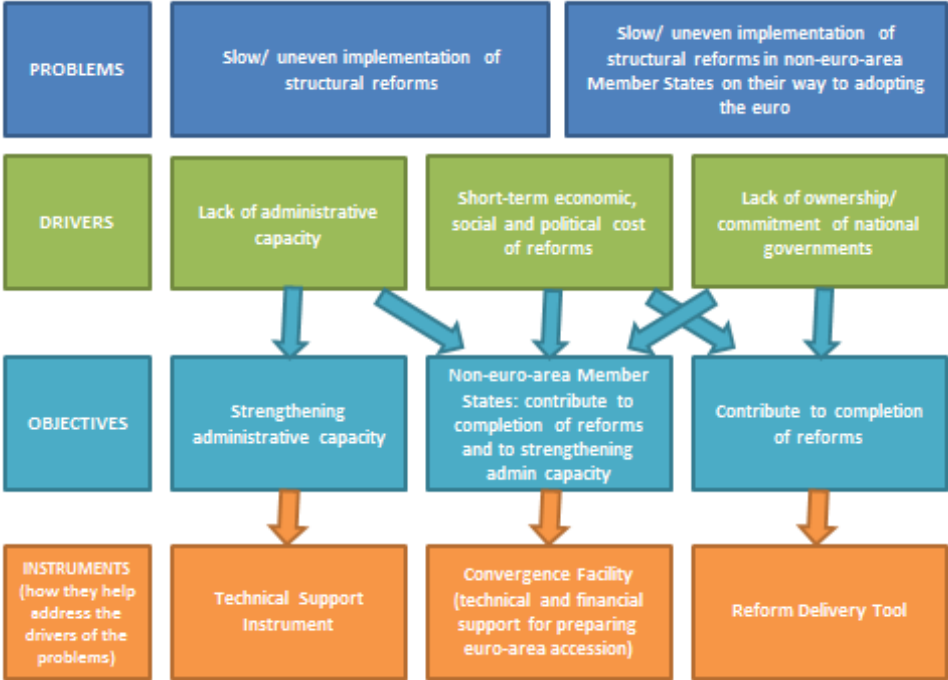 PROBLEMS
Slow/ uneven implementation of
structural reforms
Slow/ uneven implementation of
structural reforms in non-euro-area
Member States on their way to adopting
the euro
DRIVERS
Lack of administrative
capacity
Short-term economic,
social and political cost
of reforms
Lack of ownership/
commitment of national
governments
OBJECTIVES
Strengthening
administrative capacity
Non-euro-area Member
States: contribute to
completion of reforms
and to strengthening
admin capacity
Contribute to completion
of reforms
INSTRUMENTS
(how they help
address the
drivers of the
problems)
Technical Support
Instrument
Convergence Facility
(technical and financial
support for preparing
euro-area accession)
Reform Delivery Tool